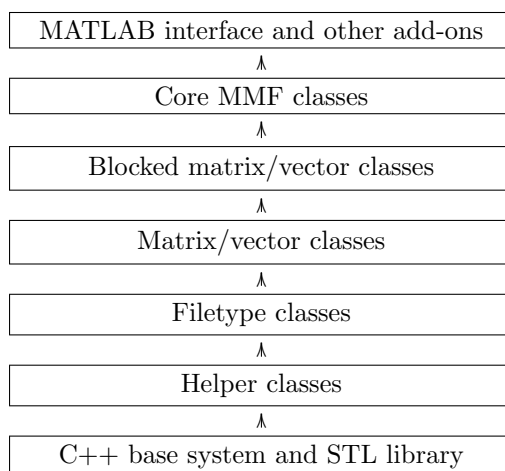 MATLAB interface and other add-ons
Core MMF classes
Blocked matrix/vector classes
Matrix/vector classes
Filetype classes
Helper classes
C++ base system and STL library